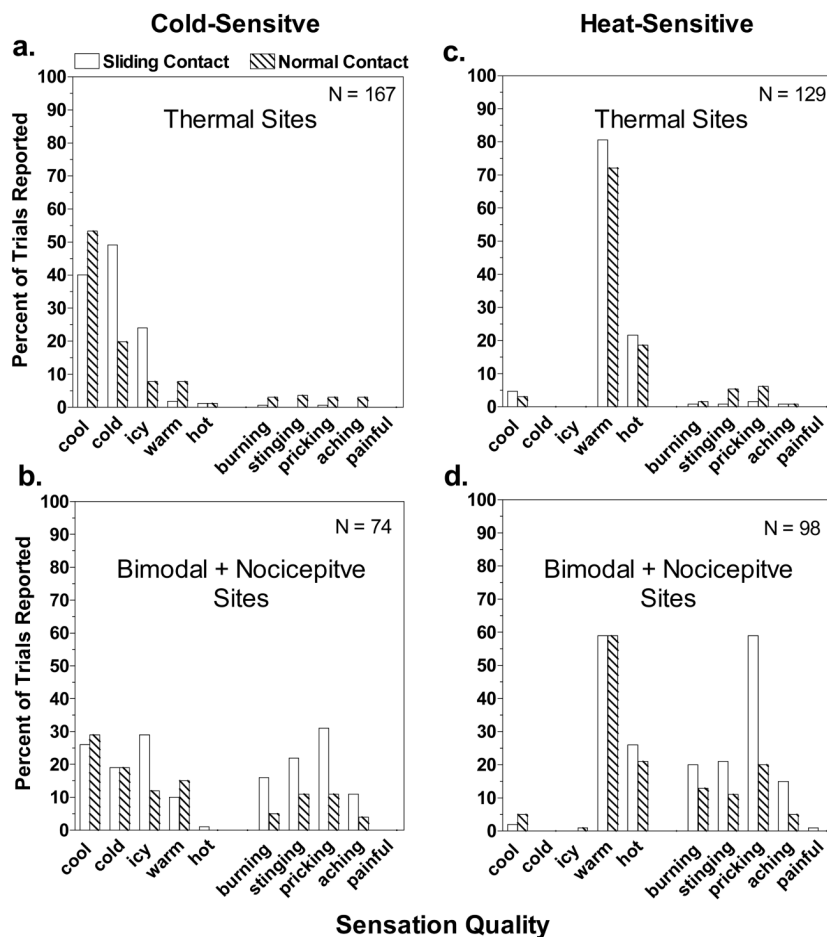 Cold-Sensitve
Heat-Sensitive
a.
Sliding Contact
Normal Contact
100
90
80
70
60
50
40
30
20
10
0
N = 167
Thermal Sites
Percent of Trials Reported
cool
cold
icy
warm
hot
burning
stinging
pricking
aching
painful
c.
100
90
80
70
60
50
40
30
20
10
0
N = 129
Thermal Sites
cool
cold
icy
warm
hot
burning
stinging
pricking
aching
painful
b.
100
90
80
70
60
50
40
30
20
10
0
N = 74
Bimodal + Nocicepitve
Sites
Percent of Trials Reported
cool
cold
icy
warm
hot
burning
stinging
pricking
aching
painful
d.
100
90
80
70
60
50
40
30
20
10
0
N = 98
Bimodal + Nocicepitve
Sites
cool
cold
icy
warm
hot
burning
stinging
pricking
aching
painful
Sensation Quality